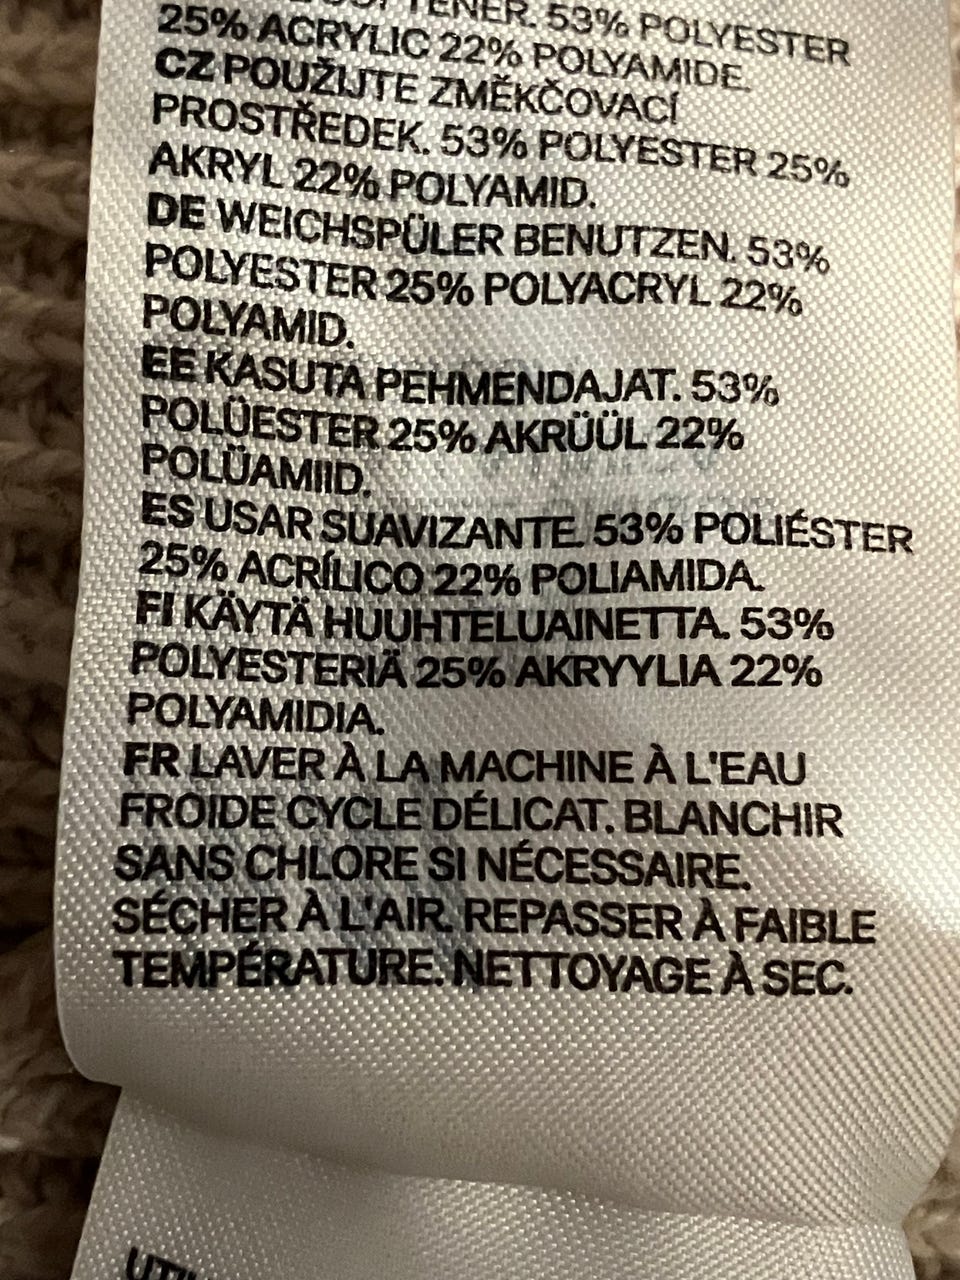 53% POLYESTER
25% ACRYLIC 22% POLYAMIDE.
CZ POUŽIJTE ZMĚKČOVACÍ
PROSTŘEDEK. 53% POLYESTER 25%
AKRYL 22% POLYAMID.
DE WEICHSPÜLER BENUTZEN. 53%
POLYESTER 25% POLYACRYL 22%
POLYAMID.
EE KASUTA PEHMENDAJAT. 53%
POLÜESTER 25% AKRÜÜL 22%
POLÜAMIID.
ES USAR SUAVIZANTE. 53% POLIÉSTER
25% ACRÍLICO 22% POLIAMIDA.
FI KÄYTÄ HUUHTELUAINETTA. 53%
POLYESTERIÄ 25% AKRYYLIA 22%
POLYAMIDIA.
FR LAVER À LA MACHINE À L'EAU
FROIDE CYCLE DÉLICAT. BLANCHIR
SANS CHLORE SI NÉCESSAIRE.
SÉCHER À L'AIR. REPASSER À FAIBLE
TEMPÉRATURE. NETTOYAGE À SEC.